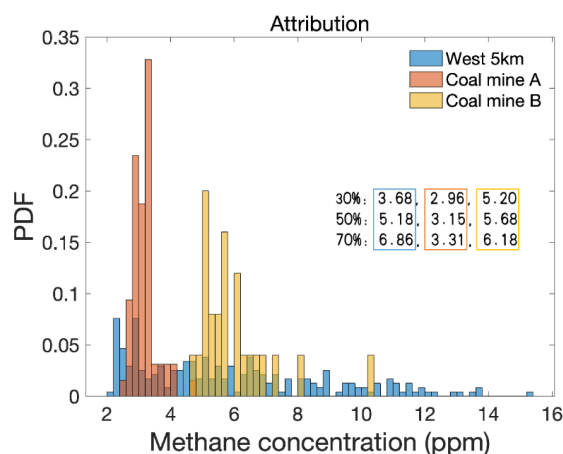 Attribution
0.35
0.3
0.25
0.2
0.15
0.1
0.05
0
PDF
West 5km
Coal mine A
Coal mine B
30%: 3.68, 2.96, 5.20
50%: 5.18, 3.15, 5.68
70%: 6.86, 3.31, 6.18
2 4 6 8 10 12 14 16
Methane concentration (ppm)